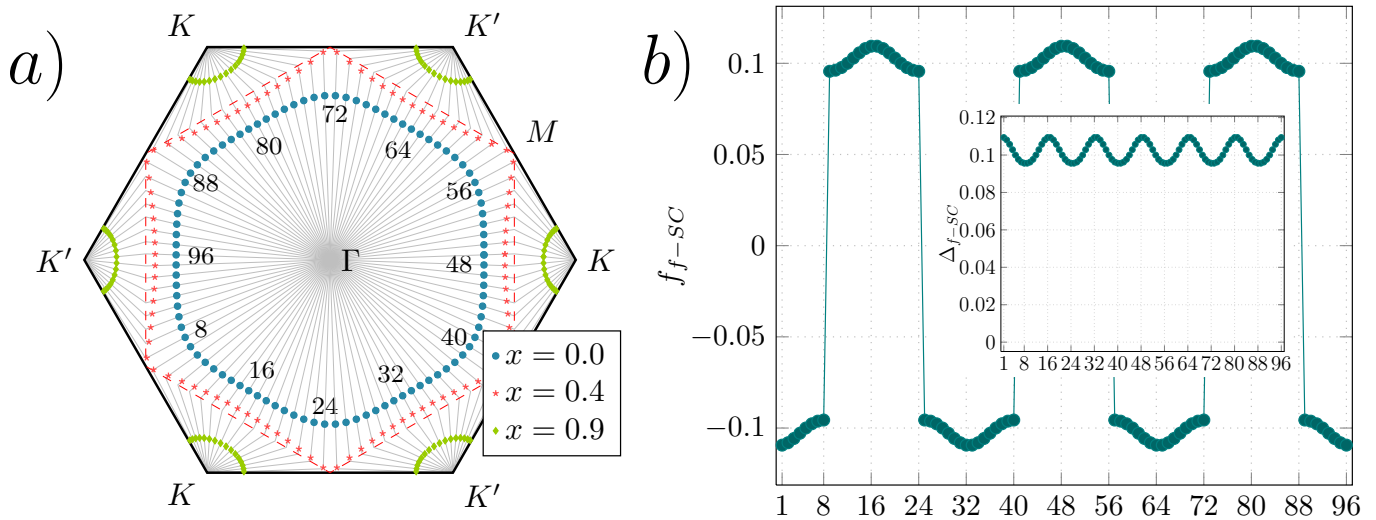 a)
K
K′
72
80
64
M
88
56
K′
96
Γ
48
K
8
40
16
32
24
x = 0.0
x = 0.4
x = 0.9
K
K′
b)
f_{f−SC}
0.1
0.05
0
−0.05
−0.1
1 8 16 24 32 40 48 56 64 72 80 88 96
Δ_{f−SC}
0.12
0.1
0.08
0.06
0.04
0.02
0
1 8 16 24 32 40 48 56 64 72 80 88 96